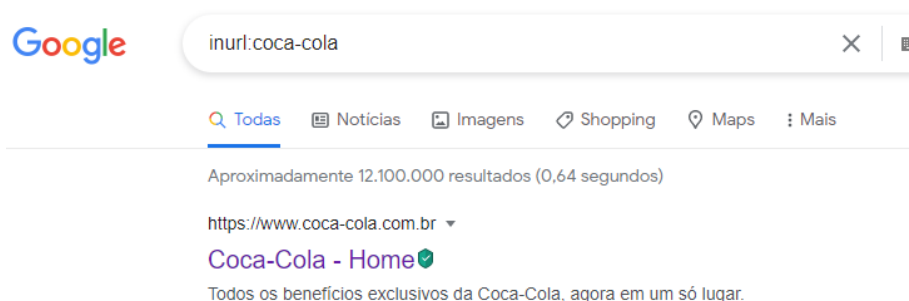 Google inurl:coca-cola
Todas Notícias Imagens Shopping Maps Mais
Aproximadamente 12.100.000 resultados (0,64 segundos)
https://www.coca-cola.com.br
Coca-Cola - Home
Todos os benefícios exclusivos da Coca-Cola, agora em um só lugar.